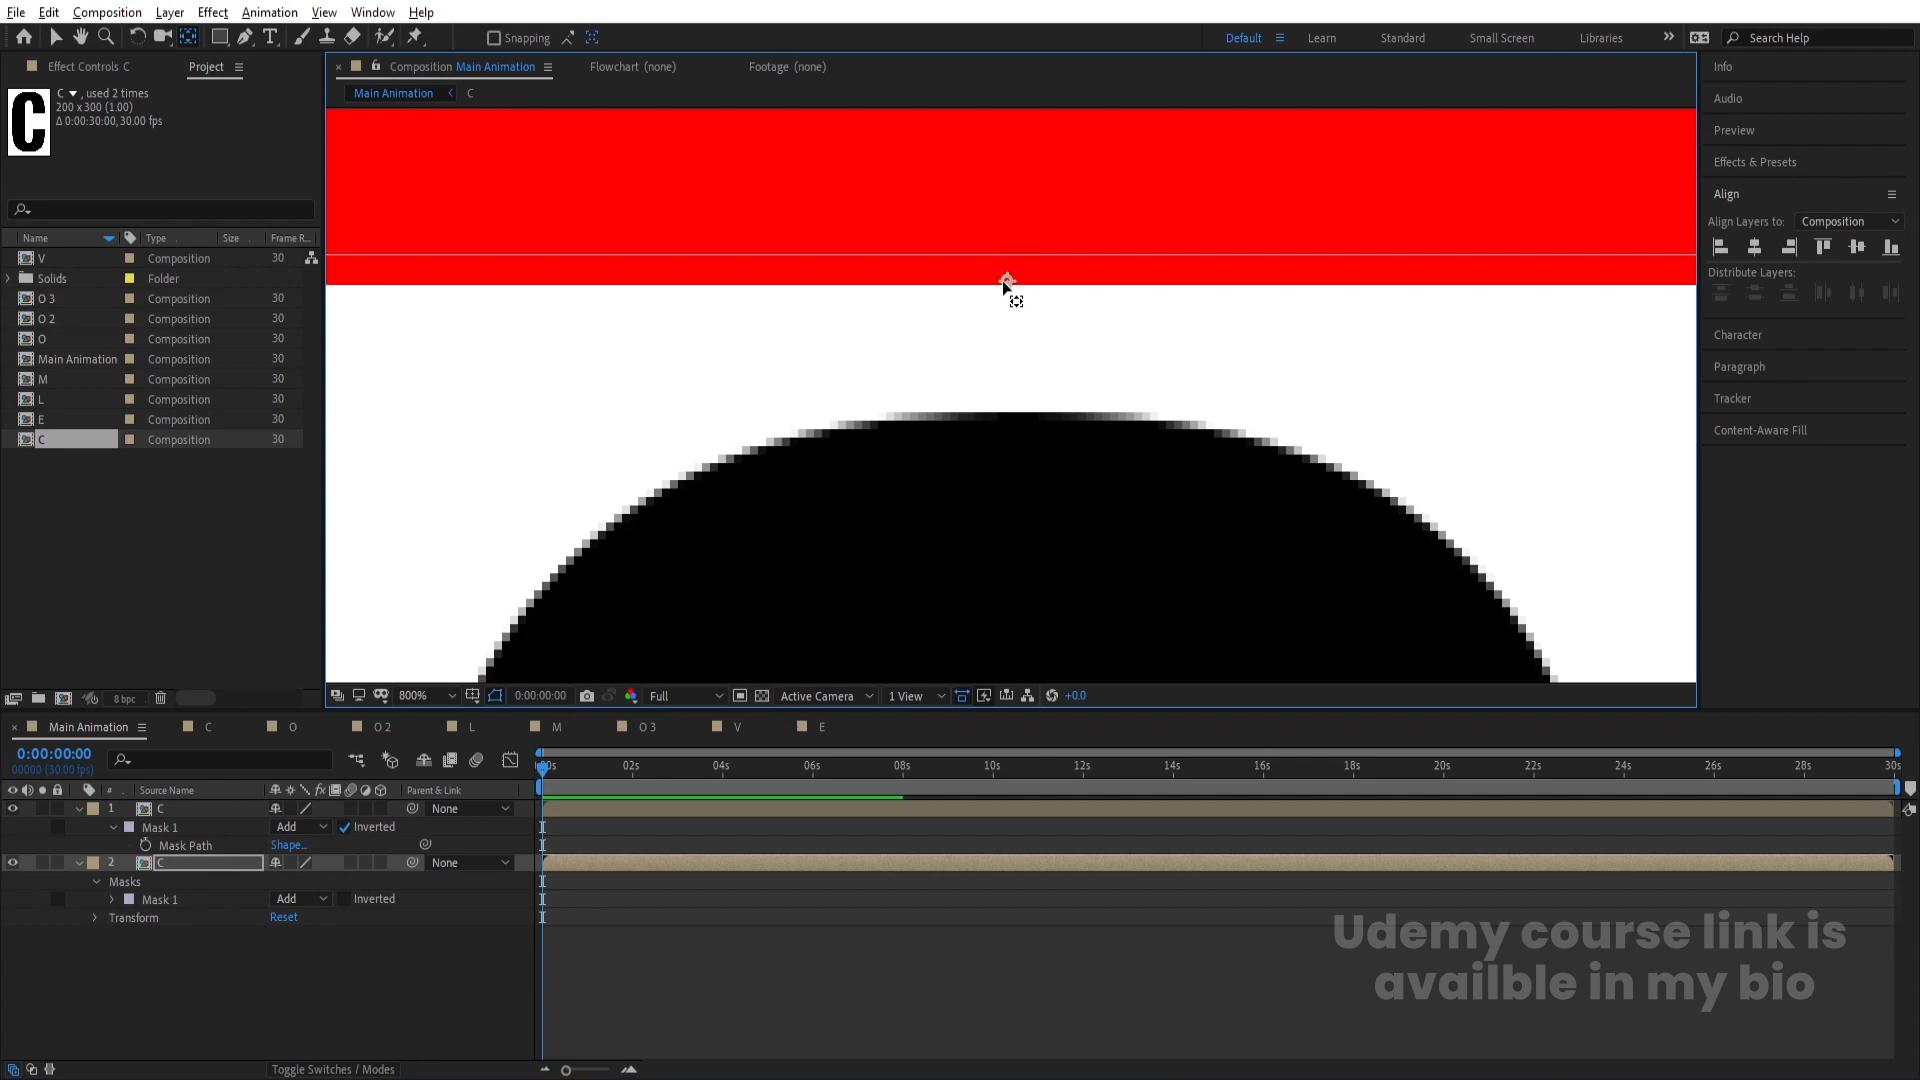 File Edit Composition Layer Effect Animation View Window Help
Snapping Default Learn Standard Small Screen Libraries Search Help
Effect Controls C Project Composition Main Animation Flowchart (none) Footage (none) Info
Main Animation C
C , used 2 times
200 x 300 (1.00)
Δ 0:00:30:00, 30.00 fps
Audio
Preview
Effects & Presets
Align
Align Layers to: Composition
Distribute Layers:
Character
Paragraph
Tracker
Content-Aware Fill
Name Type Size Frame R...
V Composition 30
Solids Folder
O 3 Composition 30
O 2 Composition 30
O Composition 30
Main Animation Composition 30
M Composition 30
L Composition 30
E Composition 30
C Composition 30
8 bpc 800% 0:00:00:00 Full Active Camera 1 View +0.0
Main Animation C O O 2 L M O 3 V E
0:00:00:00
00000 (30.00 fps)
02s 04s 06s 08s 10s 12s 14s 16s 18s 20s 22s 24s 26s 28s 30s
# Source Name Parent & Link
1 C None
Mask 1 Add Inverted
Mask Path Shape...
2 C None
Masks
Mask 1 Add Inverted
Transform Reset
Udemy course link is
availble in my bio
Toggle Switches / Modes